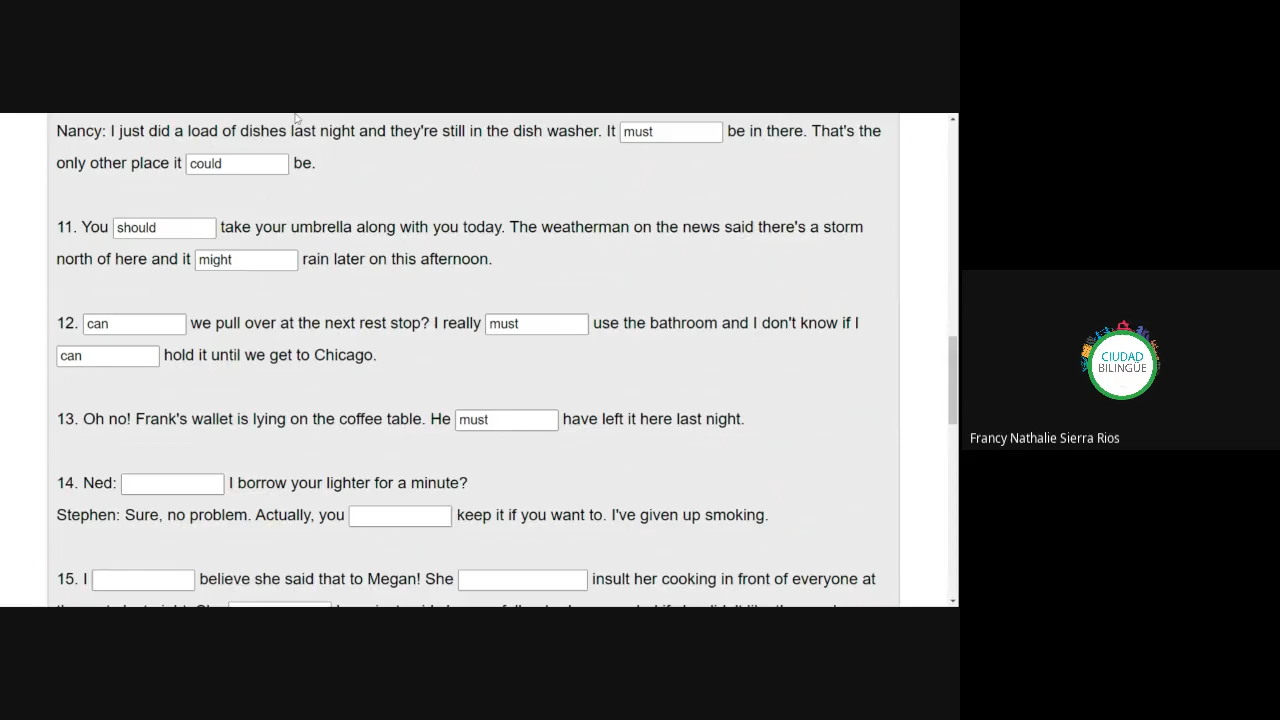 Nancy: I just did a load of dishes last night and they're still in the dish washer. It must be in there. That's the
only other place it could be.
11. You should take your umbrella along with you today. The weatherman on the news said there's a storm
north of here and it might rain later on this afternoon.
12. can we pull over at the next rest stop? I really must use the bathroom and I don't know if I
can hold it until we get to Chicago.
13. Oh no! Frank's wallet is lying on the coffee table. He must have left it here last night.
14. Ned: I borrow your lighter for a minute?
Stephen: Sure, no problem. Actually, you keep it if you want to. I've given up smoking.
15. I believe she said that to Megan! She insult her cooking in front of everyone at
CIUDAD
BILINGÜE
Francy Nathalie Sierra Rios